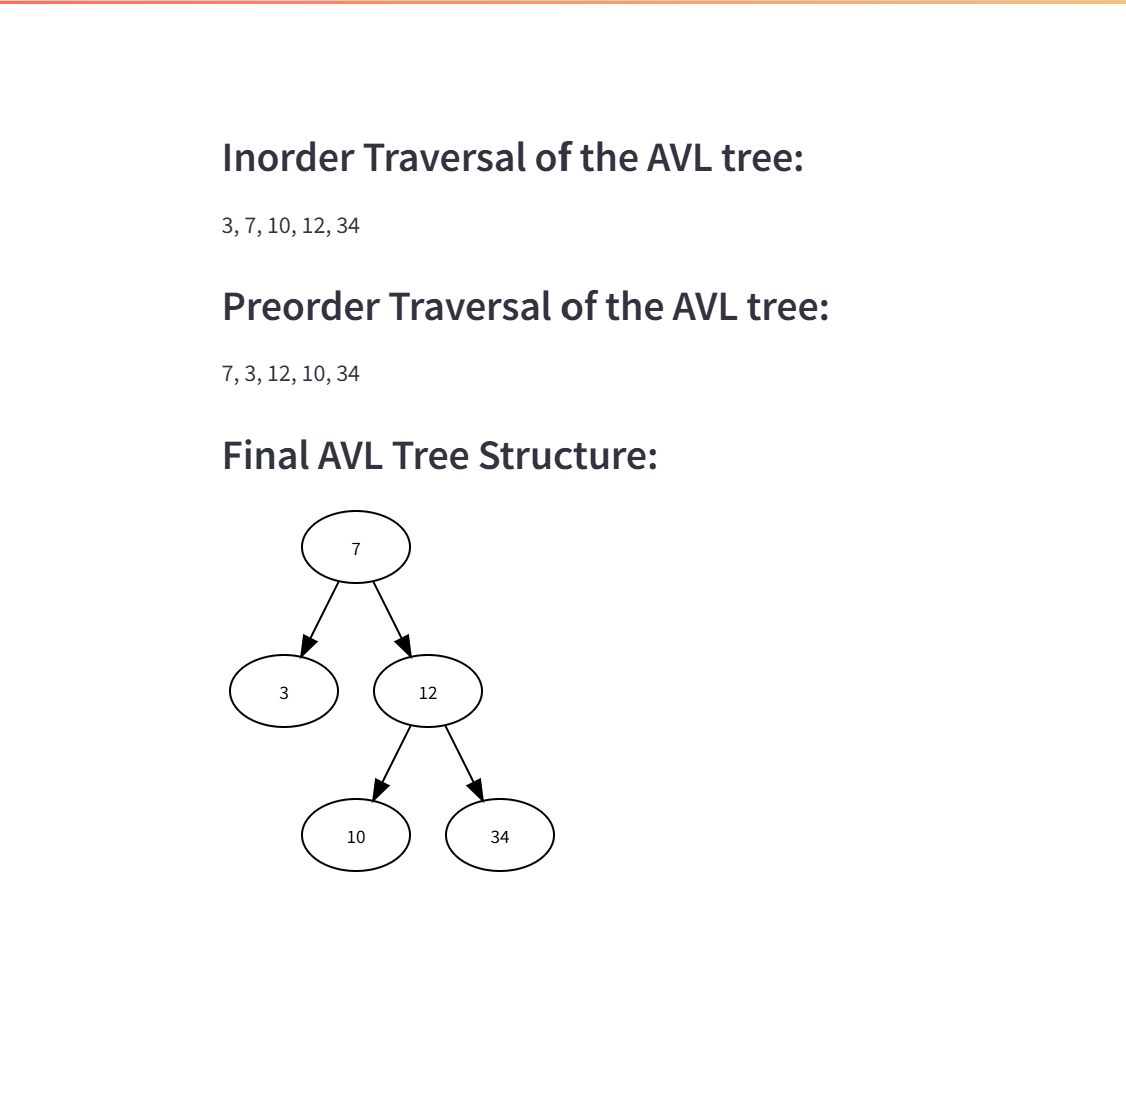 Inorder Traversal of the AVL tree:
3, 7, 10, 12, 34
Preorder Traversal of the AVL tree:
7, 3, 12, 10, 34
Final AVL Tree Structure:
7
3 12
10 34